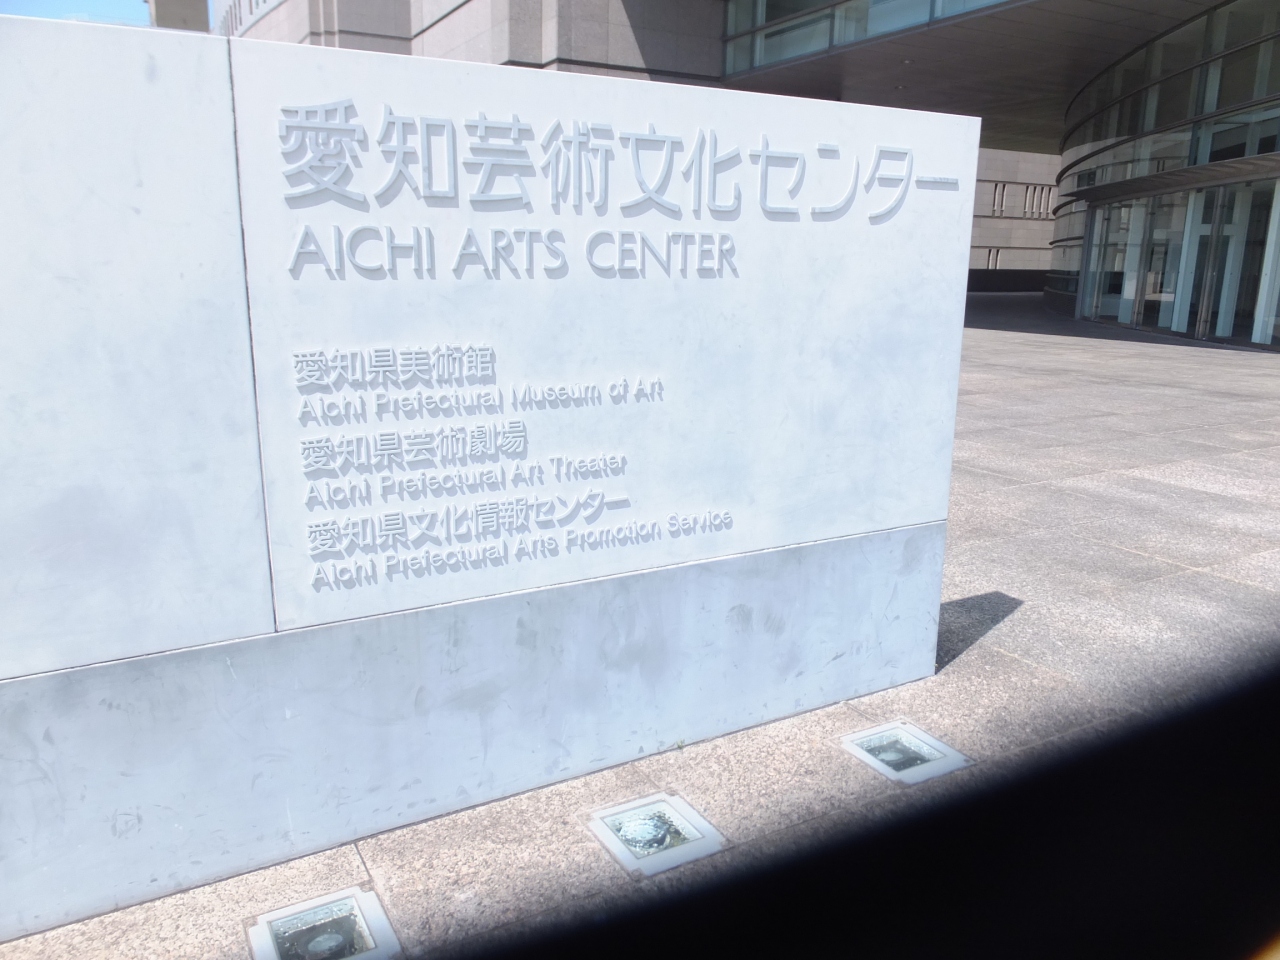 愛知芸術文化センター
AICHI ARTS CENTER
愛知県美術館
Aichi Prefectural Museum of Art
愛知県芸術劇場
Aichi Prefectural Art Theater
愛知県文化情報センター
Aichi Prefectural Arts Promotion Service